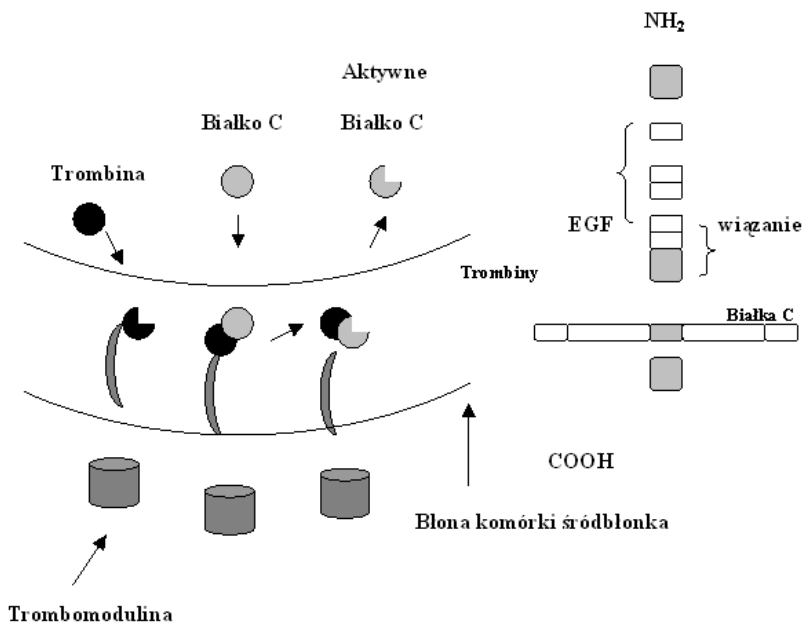 NH2
Aktywne
Białko C
Białko C
Trombina
EGF
wiązanie
Trombiny
Białka C
COOH
Błona komórki śródbłonka
Trombomodulina